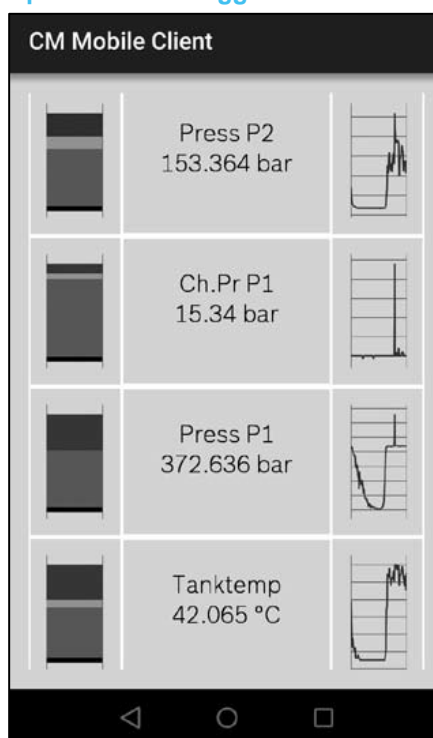 CM Mobile Client
Press P2
153.364 bar
Ch.Pr P1
15.34 bar
Press P1
372.636 bar
Tanktemp
42.065 °C